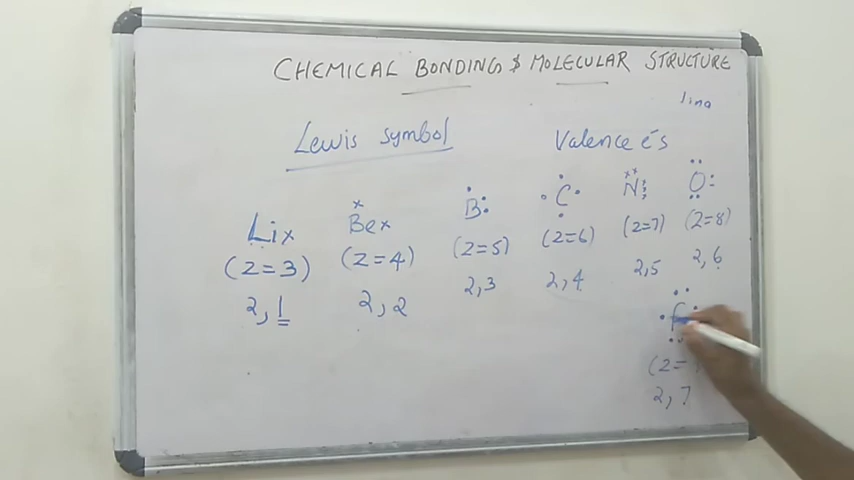 CHEMICAL BONDING & MOLECULAR STRUCTURE
Lewis symbol
Valence e⁻s
Li Be B C N O
(Z=3) (Z=4) (Z=5) (Z=6) (Z=7) (Z=8)
2,1 2,2 2,3 2,4 2,5 2,6
F
(Z=
2,7